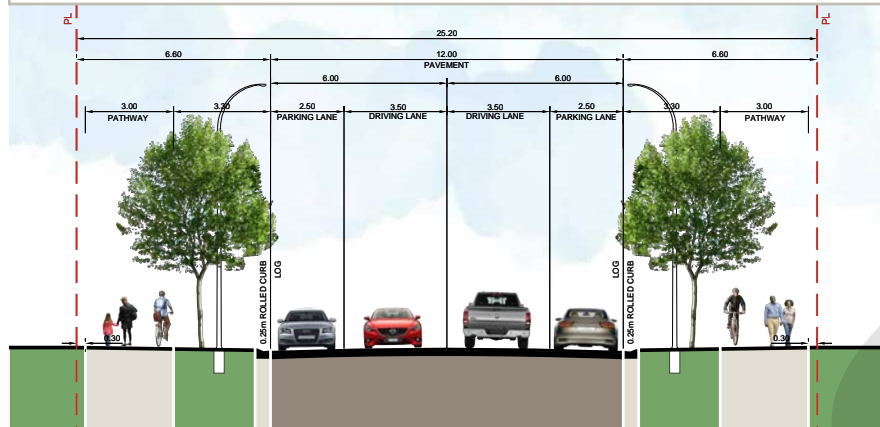 PL
PL
25.20
6.60
12.00
6.60
PAVEMENT
6.00
6.00
3.00
3.30
2.50
3.50
3.50
2.50
3.30
3.00
PATHWAY
PARKING LANE
DRIVING LANE
DRIVING LANE
PARKING LANE
PATHWAY
0.25m ROLLED CURB
LOG
LOG
0.25m ROLLED CURB
0.30
0.30